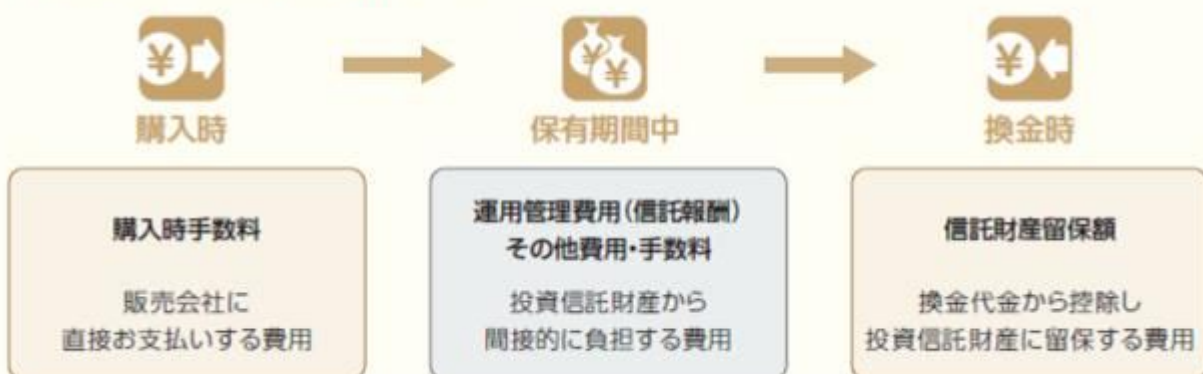 購入時
保有期間中
換金時
購入時手数料
販売会社に
直接お支払いする費用
運用管理費用(信託報酬)
その他費用・手数料
投資信託財産から
間接的に負担する費用
信託財産留保額
換金代金から控除し
投資信託財産に留保する費用